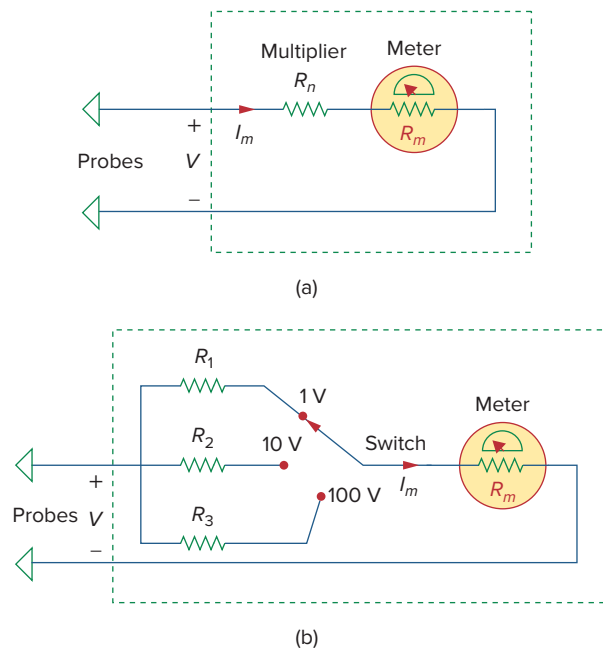 Multiplier
Meter
Rn
+
Im
Rm
Probes
V
–
(a)
R1
1 V
Meter
R2
10 V
Switch
+
Im
Rm
100 V
Probes
V
R3
–
(b)